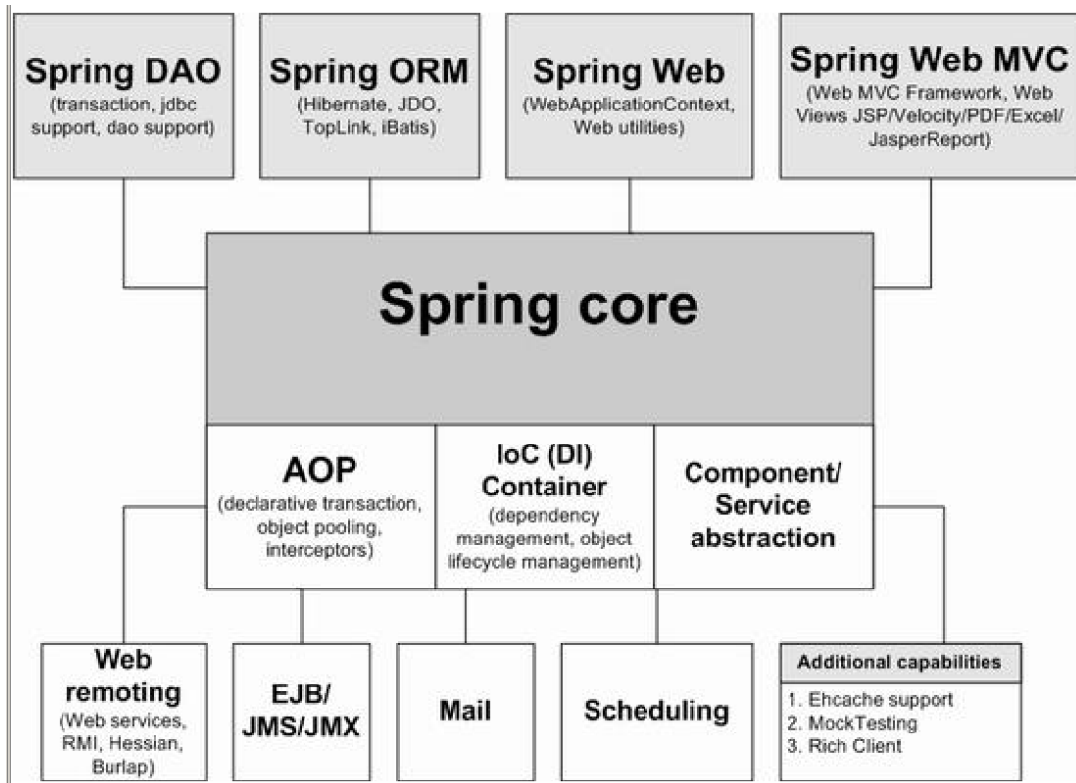 Spring DAO
(transaction, jdbc
support, dao support)
Spring ORM
(Hibernate, JDO,
TopLink, iBatis)
Spring Web
(WebApplicationContext,
Web utilities)
Spring Web MVC
(Web MVC Framework, Web
Views JSP/Velocity/PDF/Excel/
JasperReport)
Spring core
AOP
(declarative transaction,
object pooling,
interceptors)
IoC (DI)
Container
(dependency
management, object
lifecycle management)
Component/
Service
abstraction
Web
remoting
(Web services,
RMI, Hessian,
Burlap)
EJB/
JMS/JMX
Mail
Scheduling
Additional capabilities
1. Ehcache support
2. MockTesting
3. Rich Client